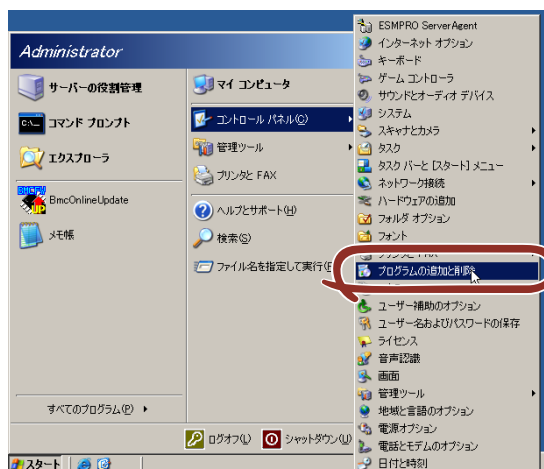 Administrator
サーバーの役割管理
コマンド プロンプト
エクスプローラ
BmcOnlineUpdate
メモ帳
すべてのプログラム(P)
マイ コンピュータ
コントロール パネル(C)
管理ツール
プリンタと FAX
ヘルプとサポート(H)
検索(S)
ファイル名を指定して実行(
ログオフ(L)
シャットダウン(U)
スタート
ESMPRO ServerAgent
インターネット オプション
キーボード
ゲーム コントローラ
サウンドとオーディオ デバイス
システム
スキャナとカメラ
タスク
タスク バーと [スタート] メニュー
ネットワーク接続
ハードウェアの追加
フォルダ オプション
フォント
プログラムの追加と削除
ユーザー補助のオプション
ユーザー名およびパスワードの保存
ライセンス
音声認識
画面
管理ツール
地域と言語のオプション
電源オプション
電話とモデムのオプション
日付と時刻